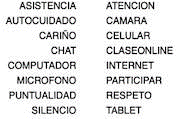 ASISTENCIA ATENCION
AUTOCUIDADO CAMARA
CARIÑO CELULAR
CHAT CLASEONLINE
COMPUTADOR INTERNET
MICROFONO PARTICIPAR
PUNTUALIDAD RESPETO
SILENCIO TABLET